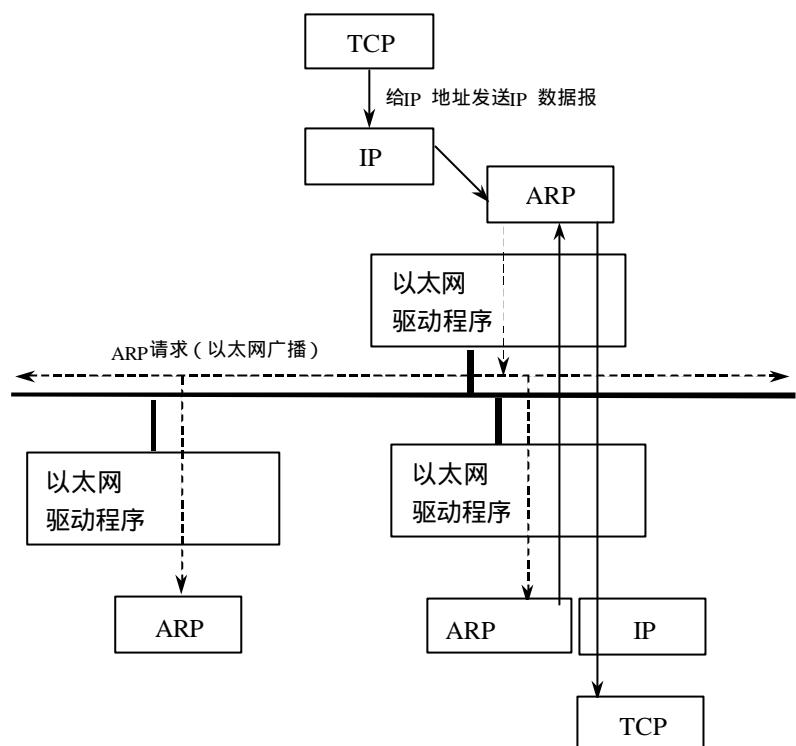 TCP
给IP 地址发送IP 数据报
IP
ARP
以太网
驱动程序
ARP请求（以太网广播）
以太网
驱动程序
以太网
驱动程序
ARP
ARP
IP
TCP